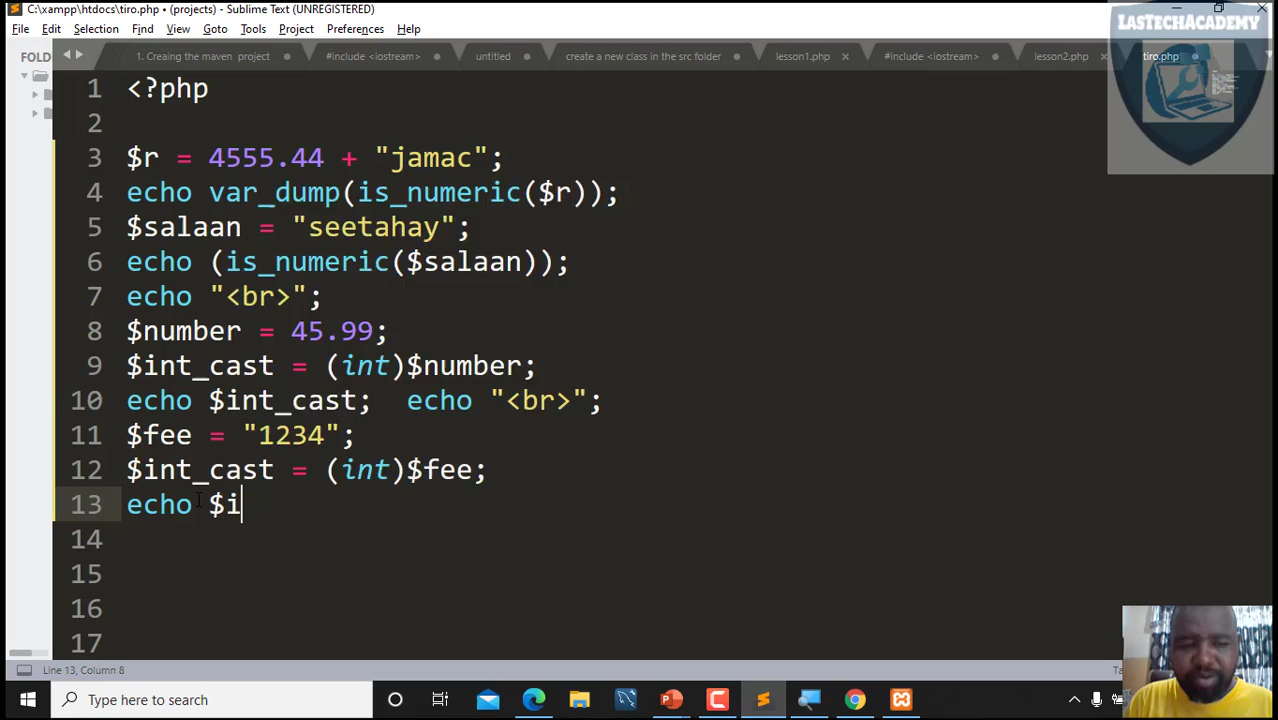 C:\xampp\htdocs\tiro.php • (projects) - Sublime Text (UNREGISTERED)
LASTECHACADEMY
File Edit Selection Find View Goto Tools Project Preferences Help
FOLD
1. Creaing the maven project
#include <iostream>
untitled
create a new class in the src folder
lesson1.php
#include <iostream>
lesson2.php
tiro.php
1 <?php
2
3 $r = 4555.44 + "jamac";
4 echo var_dump(is_numeric($r));
5 $salaan = "seetahay";
6 echo (is_numeric($salaan));
7 echo "<br>";
8 $number = 45.99;
9 $int_cast = (int)$number;
10 echo $int_cast;  echo "<br>";
11 $fee = "1234";
12 $int_cast = (int)$fee;
13 echo $i
14
15
16
17
Line 13, Column 8
Type here to search